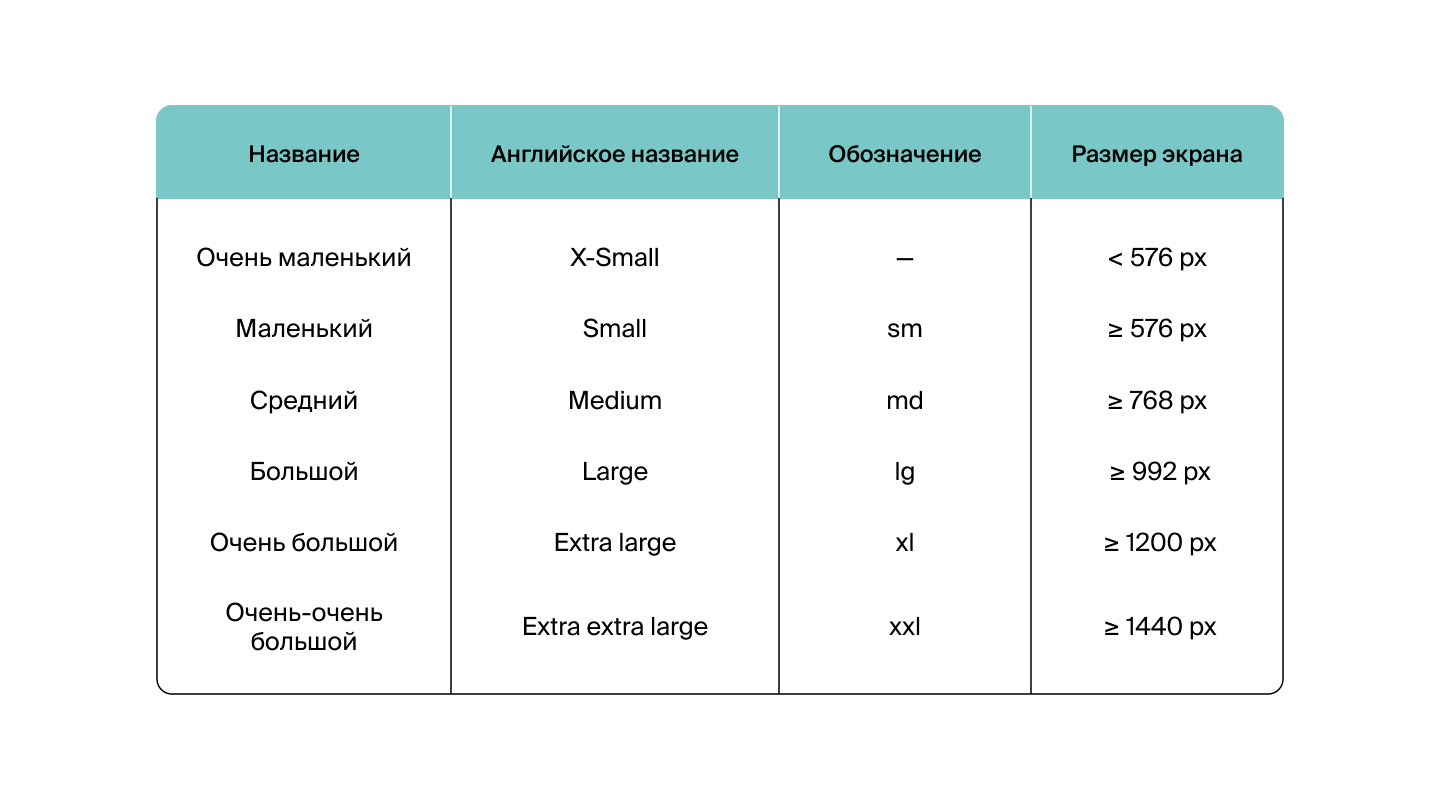 Название Английское название Обозначение Размер экрана
Очень маленький X-Small — < 576 px
Маленький Small sm ≥ 576 px
Средний Medium md ≥ 768 px
Большой Large lg ≥ 992 px
Очень большой Extra large xl ≥ 1200 px
Очень-очень
большой Extra extra large xxl ≥ 1440 px